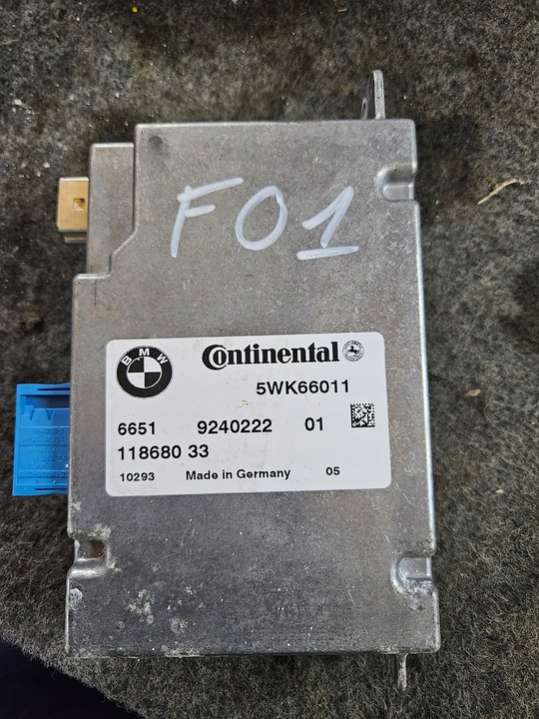 F01
BMW
Continental
5WK66011
6651 9240222 01
118680 33
10293 Made in Germany 05